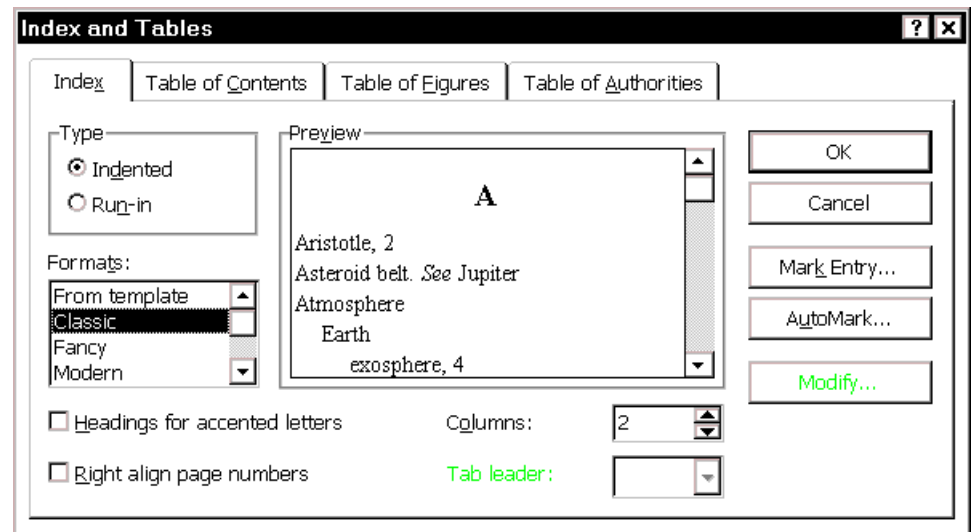 Index and Tables
Index Table of Contents Table of Figures Table of Authorities
Type
Indented
Run-in
Formats:
From template
Classic
Fancy
Modern
Preview
A
Aristotle, 2
Asteroid belt. See Jupiter
Atmosphere
Earth
exosphere, 4
OK
Cancel
Mark Entry...
AutoMark...
Modify...
Headings for accented letters
Right align page numbers
Columns: 2
Tab leader: